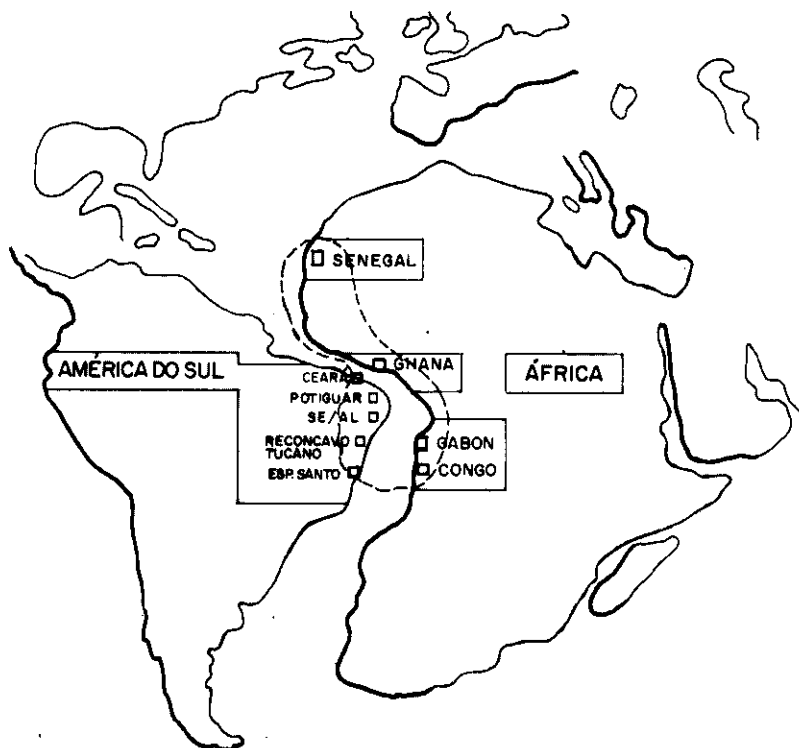 SENEGAL
AMÉRICA DO SUL
GHANA
ÁFRICA
CEARÁ
POTIGUAR
SE/AL
RECONCAVO
TUCANO
ESP. SANTO
GABON
CONGO